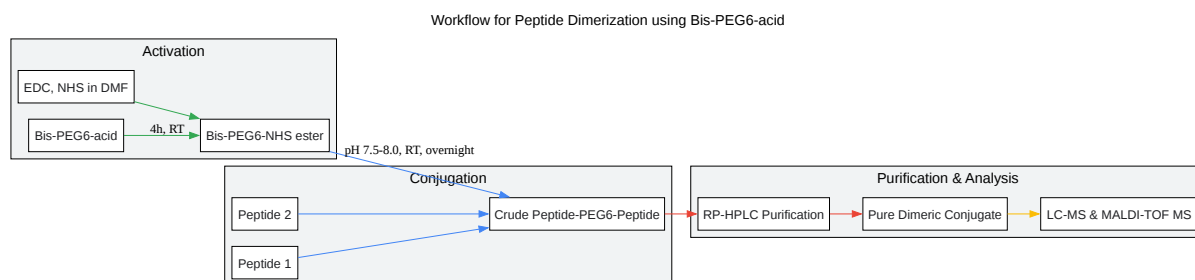 Workflow for Peptide Dimerization using Bis-PEG6-acid
Activation
EDC, NHS in DMF
Bis-PEG6-acid
4h, RT
Bis-PEG6-NHS ester
pH 7.5-8.0, RT, overnight
Conjugation
Peptide 2
Peptide 1
Crude Peptide-PEG6-Peptide
Purification & Analysis
RP-HPLC Purification
Pure Dimeric Conjugate
LC-MS & MALDI-TOF MS